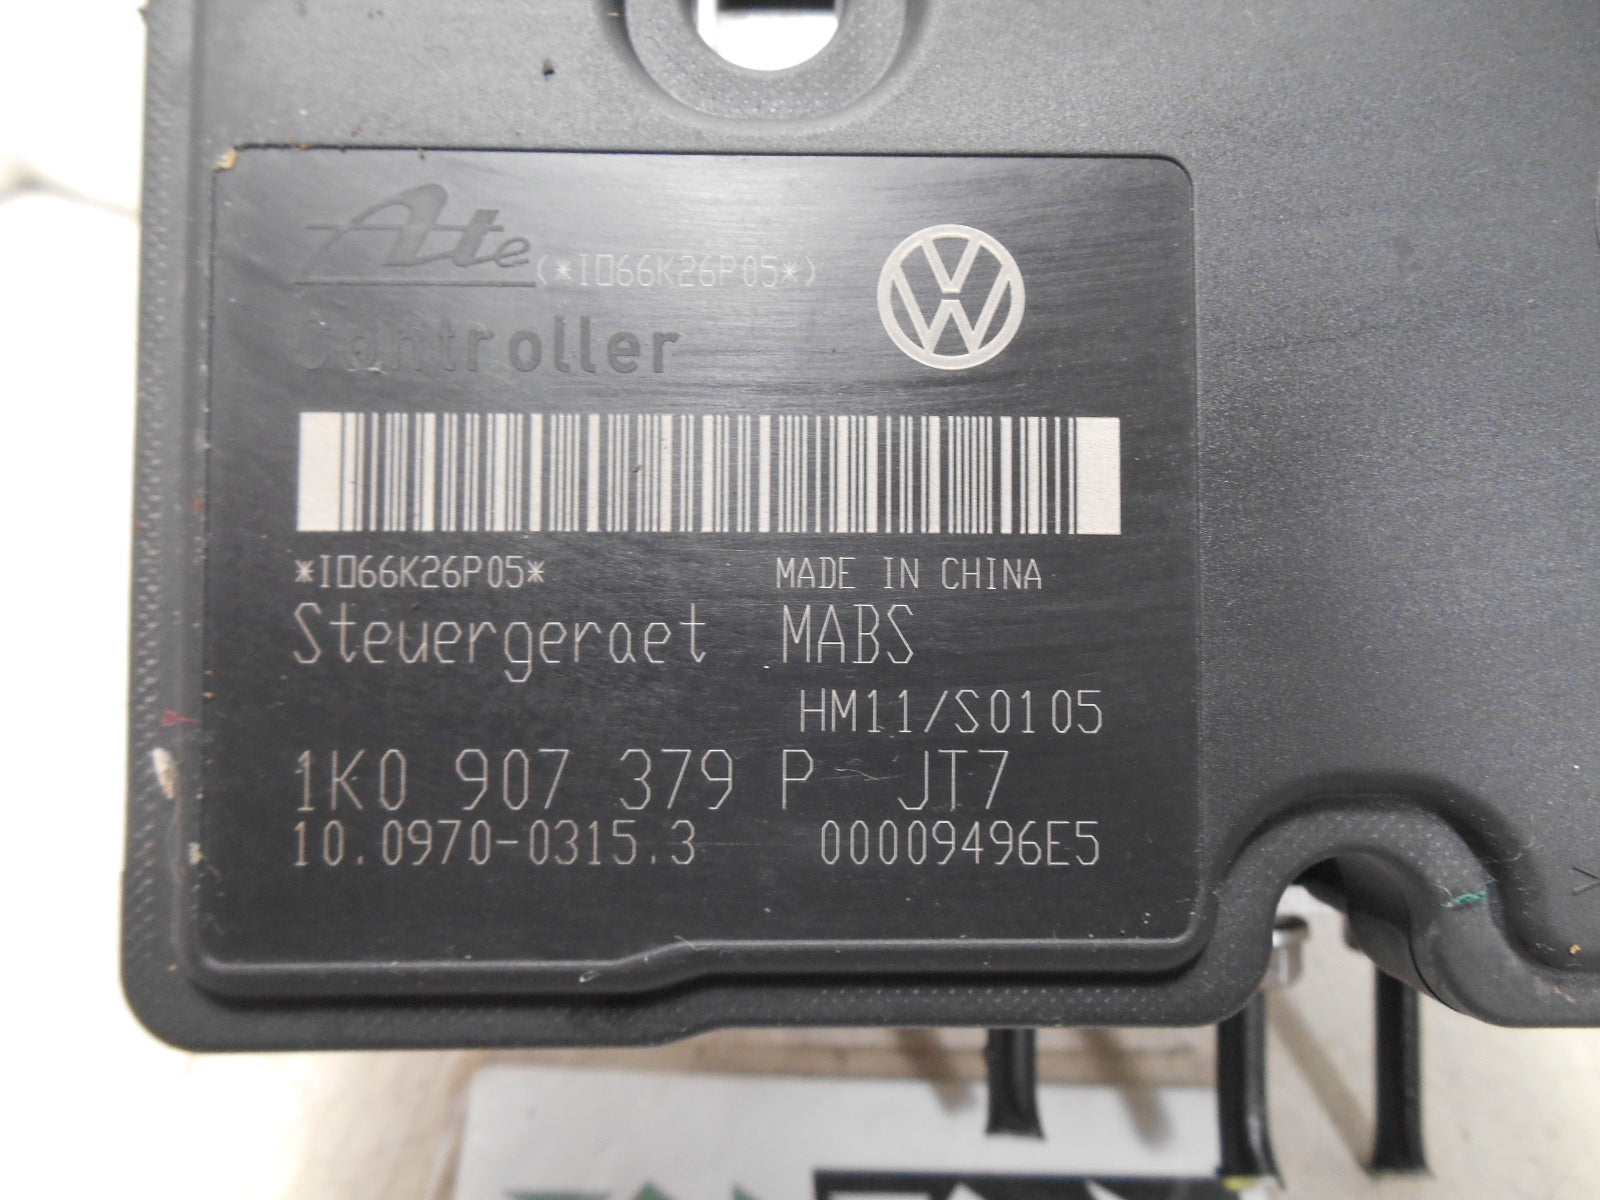 Ate (*I066K26P05*)
Controller
*I066K26P05* MADE IN CHINA
Steuergeraet MABS
HM11/S0105
1K0 907 379 P JT7
10.0970-0315.3 00009496E5